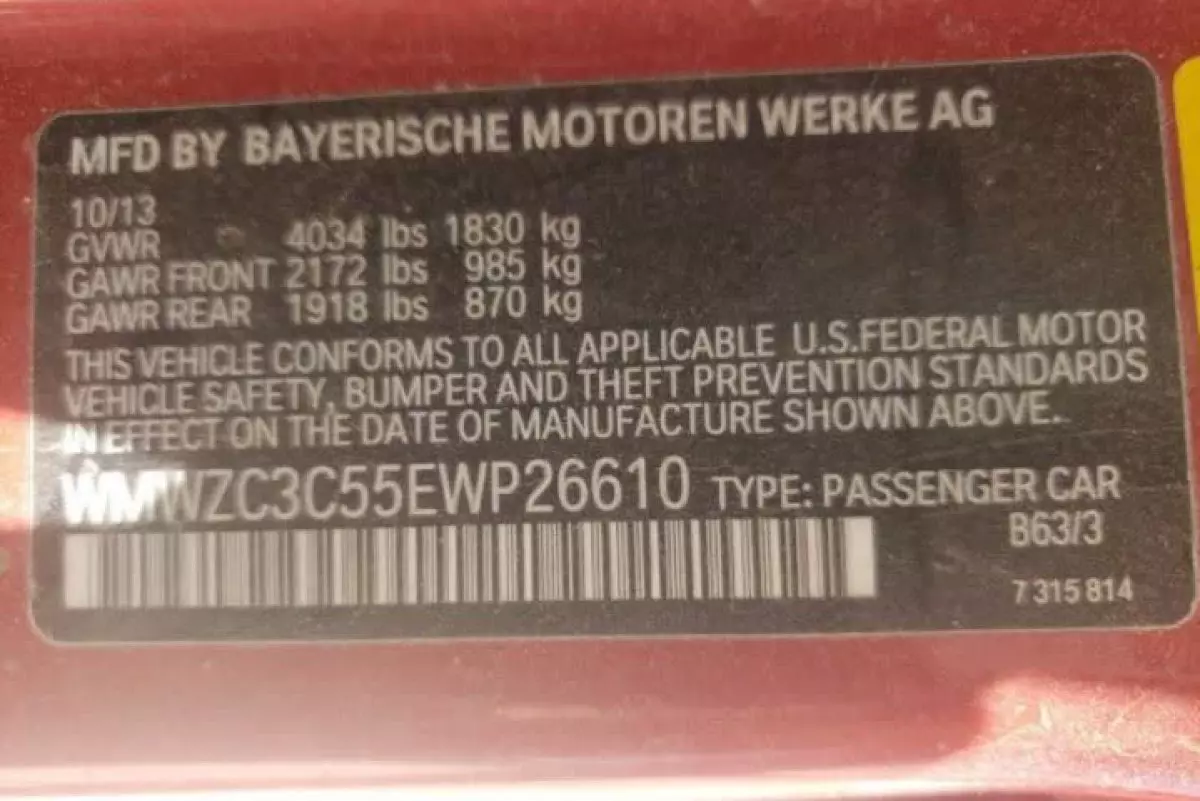 MFD BY BAYERISCHE MOTOREN WERKE AG
10/13
GVWR 4034 lbs 1830 kg
GAWR FRONT 2172 lbs 985 kg
GAWR REAR 1918 lbs 870 kg
THIS VEHICLE CONFORMS TO ALL APPLICABLE U.S.FEDERAL MOTOR
VEHICLE SAFETY, BUMPER AND THEFT PREVENTION STANDARDS
IN EFFECT ON THE DATE OF MANUFACTURE SHOWN ABOVE.
WMWZC3C55EWP26610 TYPE: PASSENGER CAR
B63/3
7 315 814